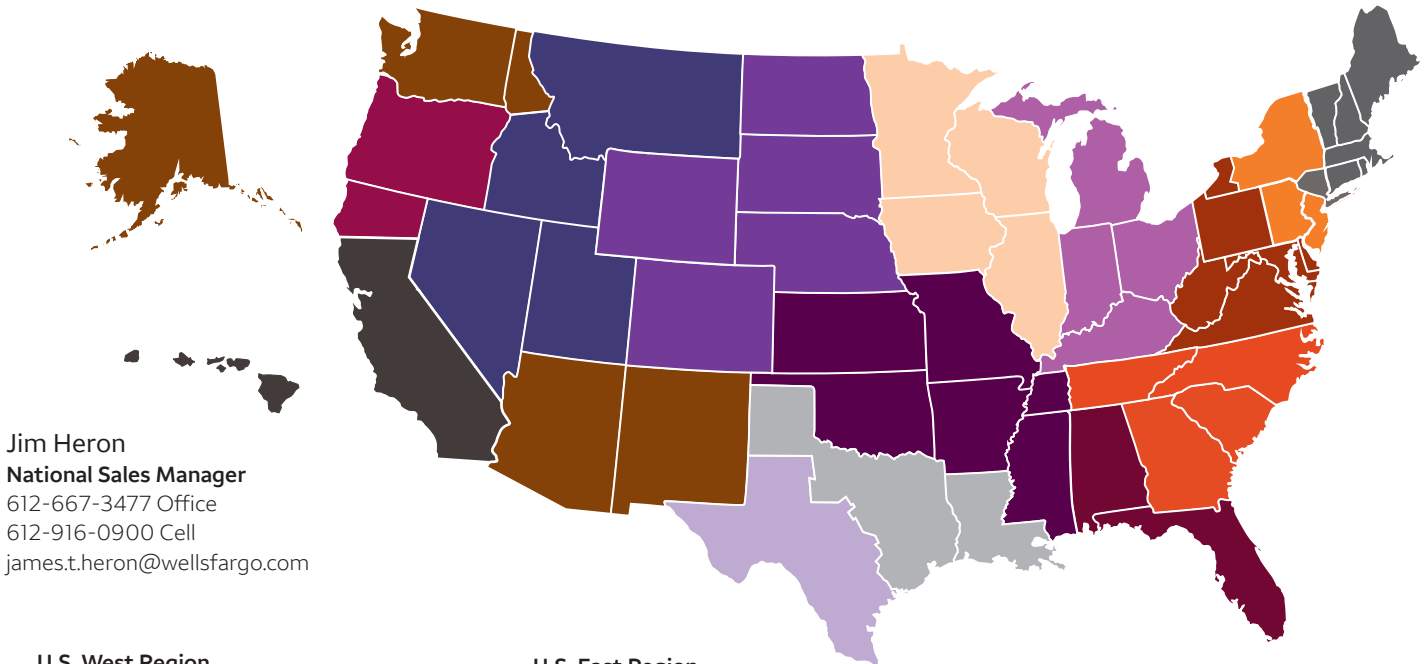 Jim Heron
National Sales Manager
612-667-3477 Office
612-916-0900 Cell
james.t.heron@wellsfargo.com
U.S. West Region
U.S. East Region